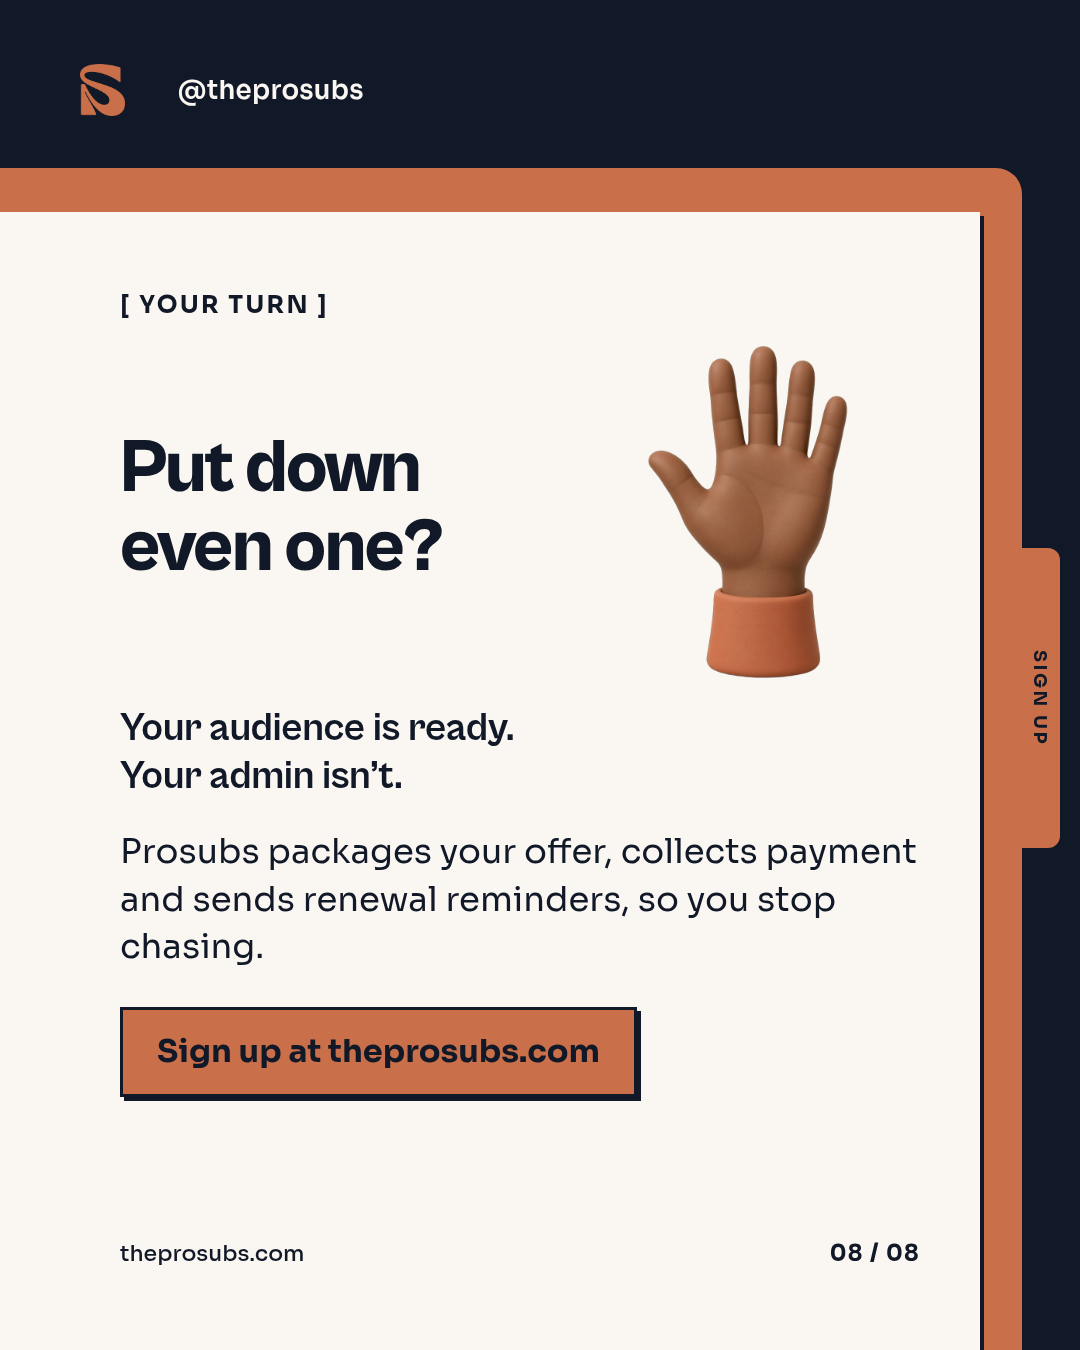 @theprosubs
[ YOUR TURN ]
Put down
even one?
Your audience is ready.
Your admin isn’t.
Prosubs packages your offer, collects payment
and sends renewal reminders, so you stop
chasing.
Sign up at theprosubs.com
SIGN UP
theprosubs.com
08 / 08